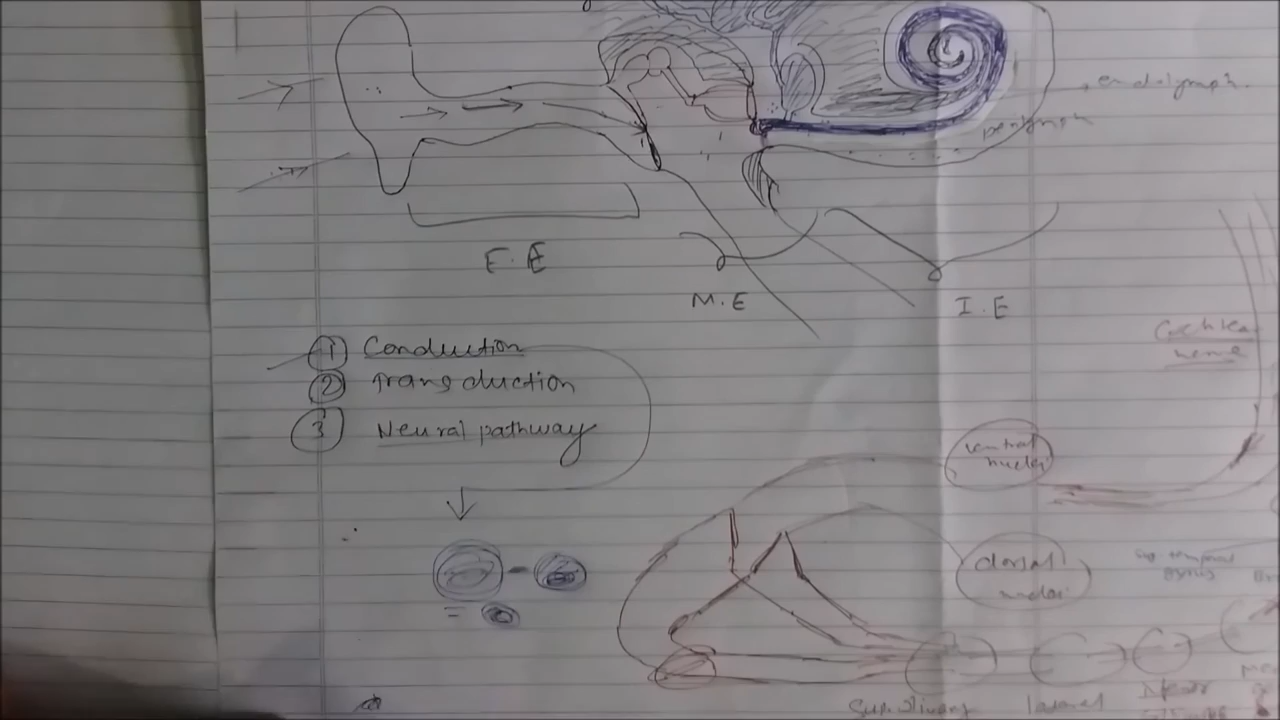 endolymph.
perilymph
E.E
M.E
I.E
Cochlea
nerve
① Conduction
② Transduction
③ Neural pathway
ventral
nuclei
dorsal
nuclei
Sup temporal
gyrus
Sup. Olivary
lateral